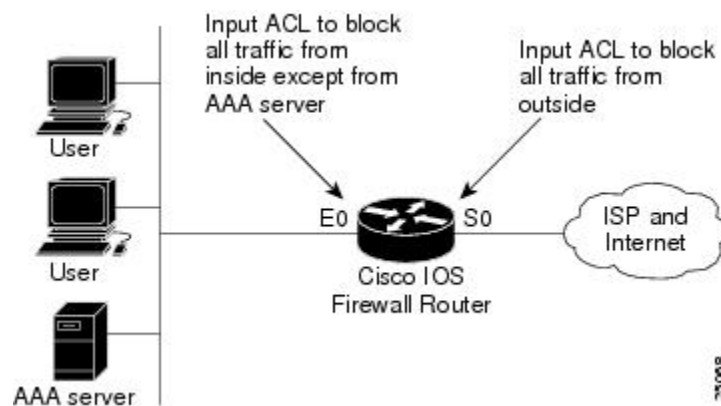 Input ACL to block
all traffic from
inside except from
AAA server
Input ACL to block
all traffic from
outside
User
User
AAA server
E0
S0
Cisco IOS
Firewall Router
ISP and
Internet